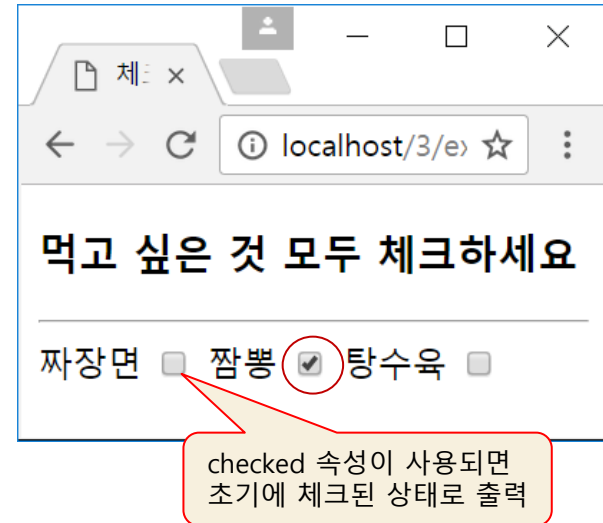 체크
localhost/3/ex
먹고 싶은 것 모두 체크하세요
짜장면 짬뽕 탕수육
checked 속성이 사용되면
초기에 체크된 상태로 출력